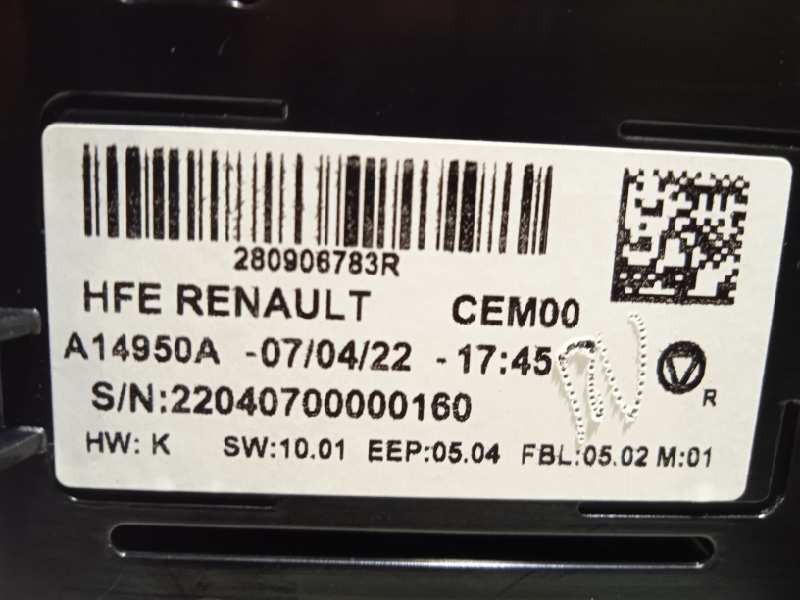 280906783R
HFE RENAULT CEM00
A14950A -07/04/22 -17:45
R
S/N:22040700000160
HW: K SW:10.01 EEP:05.04 FBL:05.02 M:01